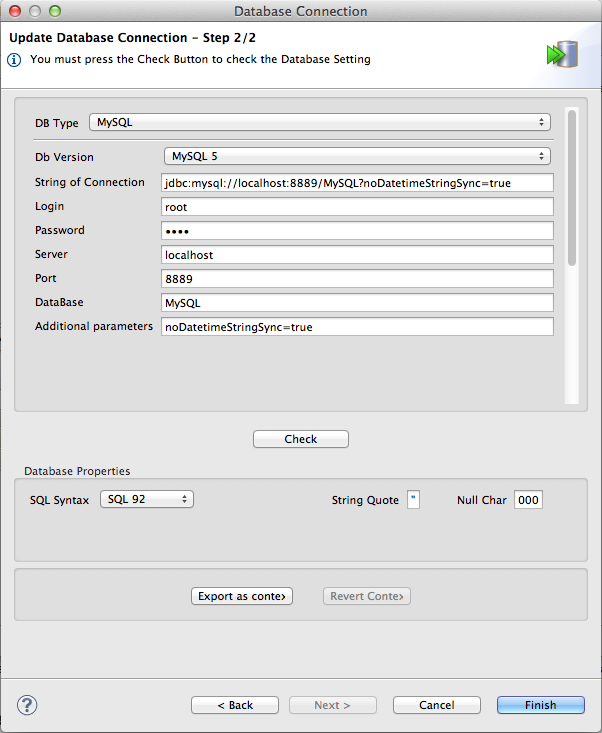 Database Connection
Update Database Connection – Step 2/2
You must press the Check Button to check the Database Setting
DB Type MySQL
Db Version MySQL 5
String of Connection jdbc:mysql://localhost:8889/MySQL?noDatetimeStringSync=true
Login root
Password ••••
Server localhost
Port 8889
DataBase MySQL
Additional parameters noDatetimeStringSync=true
Check
Database Properties
SQL Syntax SQL 92 String Quote " Null Char 000
Export as conte› Revert Conte›
? < Back Next > Cancel Finish